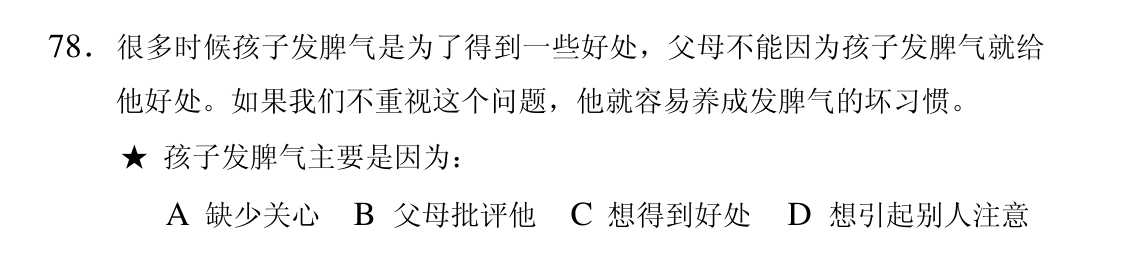 78． 很多时候孩子发脾气是为了得到一些好处，父母不能因为孩子发脾气就给
他好处。如果我们不重视这个问题，他就容易养成发脾气的坏习惯。
★ 孩子发脾气主要是因为：
A 缺少关心 B 父母批评他 C 想得到好处 D 想引起别人注意